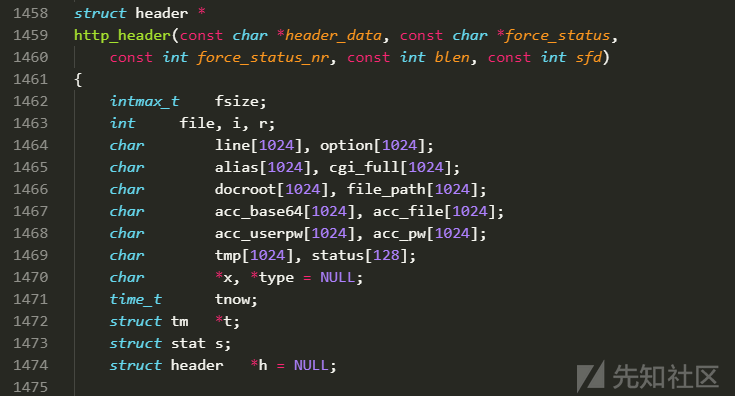 1458 struct header *
1459 http_header(const char *header_data, const char *force_status,
1460     const int force_status_nr, const int blen, const int sfd)
1461 {
1462     intmax_t    fsize;
1463     int     file, i, r;
1464     char        line[1024], option[1024];
1465     char        alias[1024], cgi_full[1024];
1466     char        docroot[1024], file_path[1024];
1467     char        acc_base64[1024], acc_file[1024];
1468     char        acc_userpw[1024], acc_pw[1024];
1469     char        tmp[1024], status[128];
1470     char        *x, *type = NULL;
1471     time_t      tnow;
1472     struct tm   *t;
1473     struct stat s;
1474     struct header   *h = NULL;
1475
先知社区